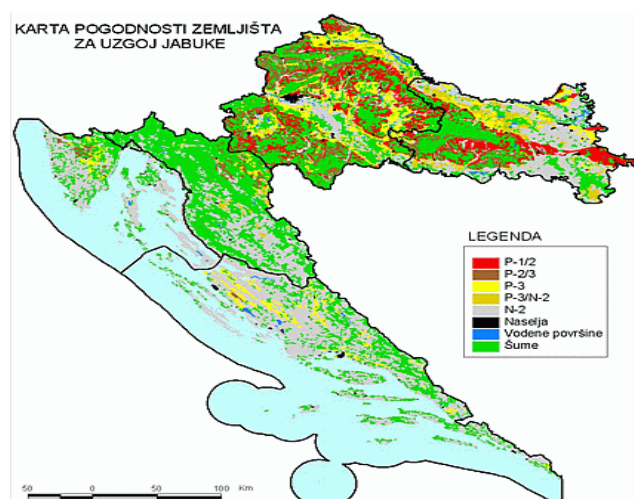 KARTA POGODNOSTI ZEMLJIŠTA
ZA UZGOJ JABUKE
LEGENDA
P-1/2
P-2/3
P-3
P-3/N-2
N-2
Naselja
Vodene površine
Šume
50 0 50 100 Km